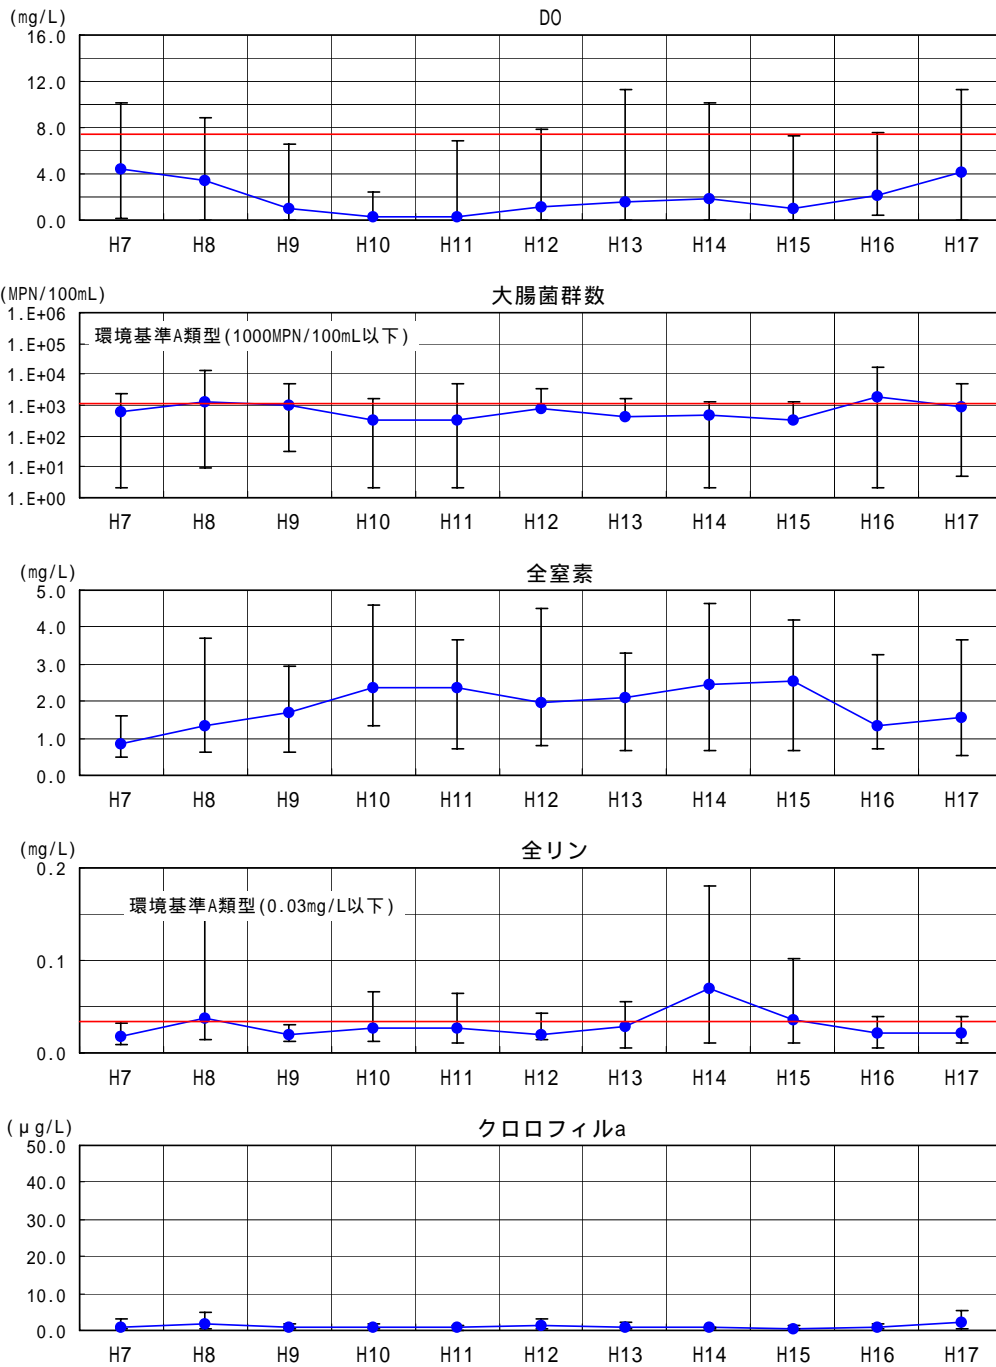 (mg/L) DO
16.0
12.0
8.0
4.0
0.0
H7 H8 H9 H10 H11 H12 H13 H14 H15 H16 H17
(MPN/100mL) 大腸菌群数
1.E+06
環境基準A類型(1000MPN/100mL以下)
1.E+05
1.E+04
1.E+03
1.E+02
1.E+01
1.E+00
H7 H8 H9 H10 H11 H12 H13 H14 H15 H16 H17
(mg/L) 全窒素
5.0
4.0
3.0
2.0
1.0
0.0
H7 H8 H9 H10 H11 H12 H13 H14 H15 H16 H17
(mg/L) 全リン
0.2
環境基準A類型(0.03mg/L以下)
0.1
0.0
H7 H8 H9 H10 H11 H12 H13 H14 H15 H16 H17
(μg/L) クロロフィルa
50.0
40.0
30.0
20.0
10.0
0.0
H7 H8 H9 H10 H11 H12 H13 H14 H15 H16 H17